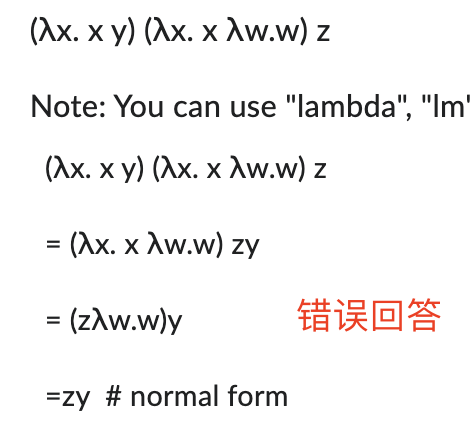 (λx. x y) (λx. x λw.w) z
Note: You can use "lambda", "lm'
(λx. x y) (λx. x λw.w) z
= (λx. x λw.w) zy
= (zλw.w)y
错误回答
=zy # normal form